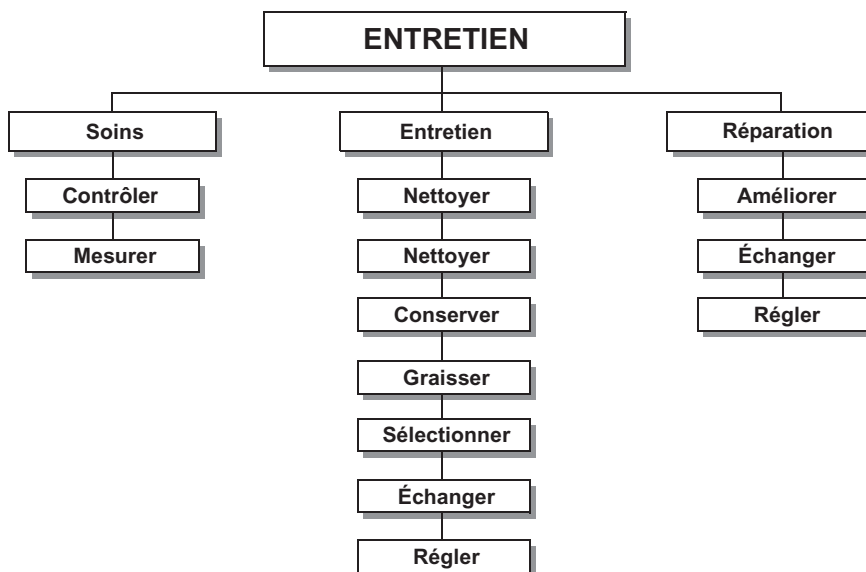 ENTRETIEN
Soins
Entretien
Réparation
Contrôler
Nettoyer
Améliorer
Mesurer
Nettoyer
Échanger
Conserver
Régler
Graisser
Sélectionner
Échanger
Régler